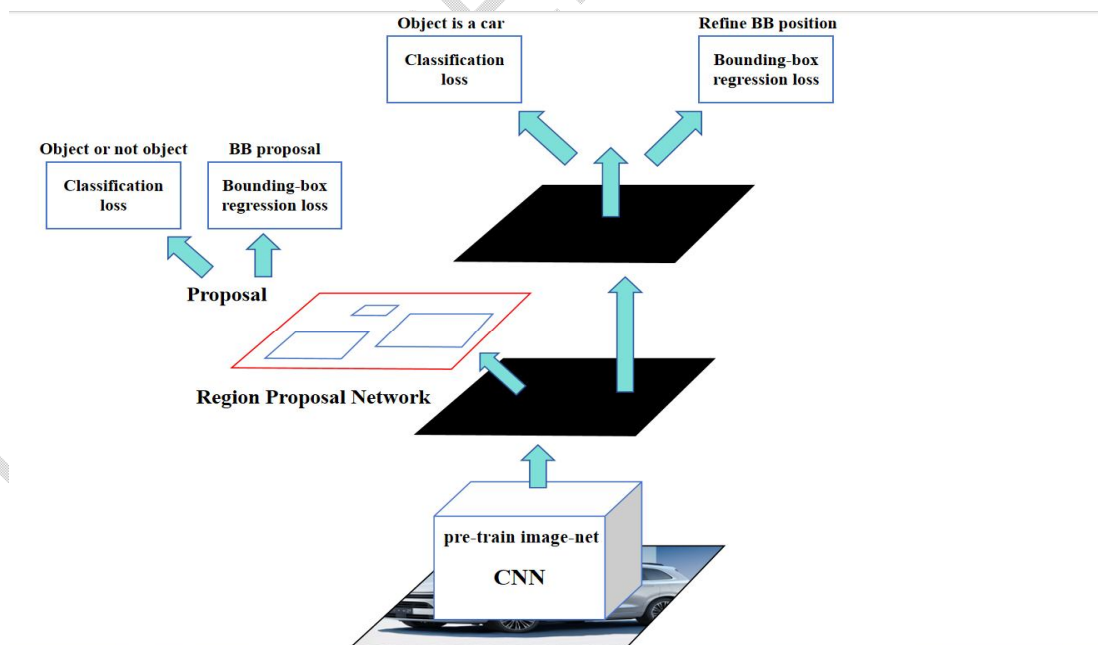 Object is a car
Refine BB position
Classification
loss
Bounding-box
regression loss
Object or not object
BB proposal
Classification
loss
Bounding-box
regression loss
Proposal
Region Proposal Network
pre-train image-net
CNN